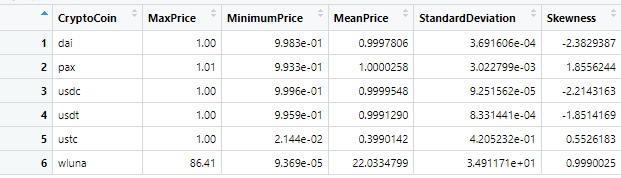 CryptoCoin MaxPrice MinimumPrice MeanPrice StandardDeviation Skewness
1 dai 1.00 9.983e-01 0.9997806 3.691606e-04 -2.3829387
2 pax 1.01 9.933e-01 1.0000258 3.022799e-03 1.8556244
3 usdc 1.00 9.996e-01 0.9999548 9.251562e-05 -2.2143163
4 usdt 1.00 9.959e-01 0.9991290 8.331441e-04 -1.8514169
5 ustc 1.00 2.144e-02 0.3990142 4.205232e-01 0.5526183
6 wluna 86.41 9.369e-05 22.0334799 3.491171e+01 0.9990025